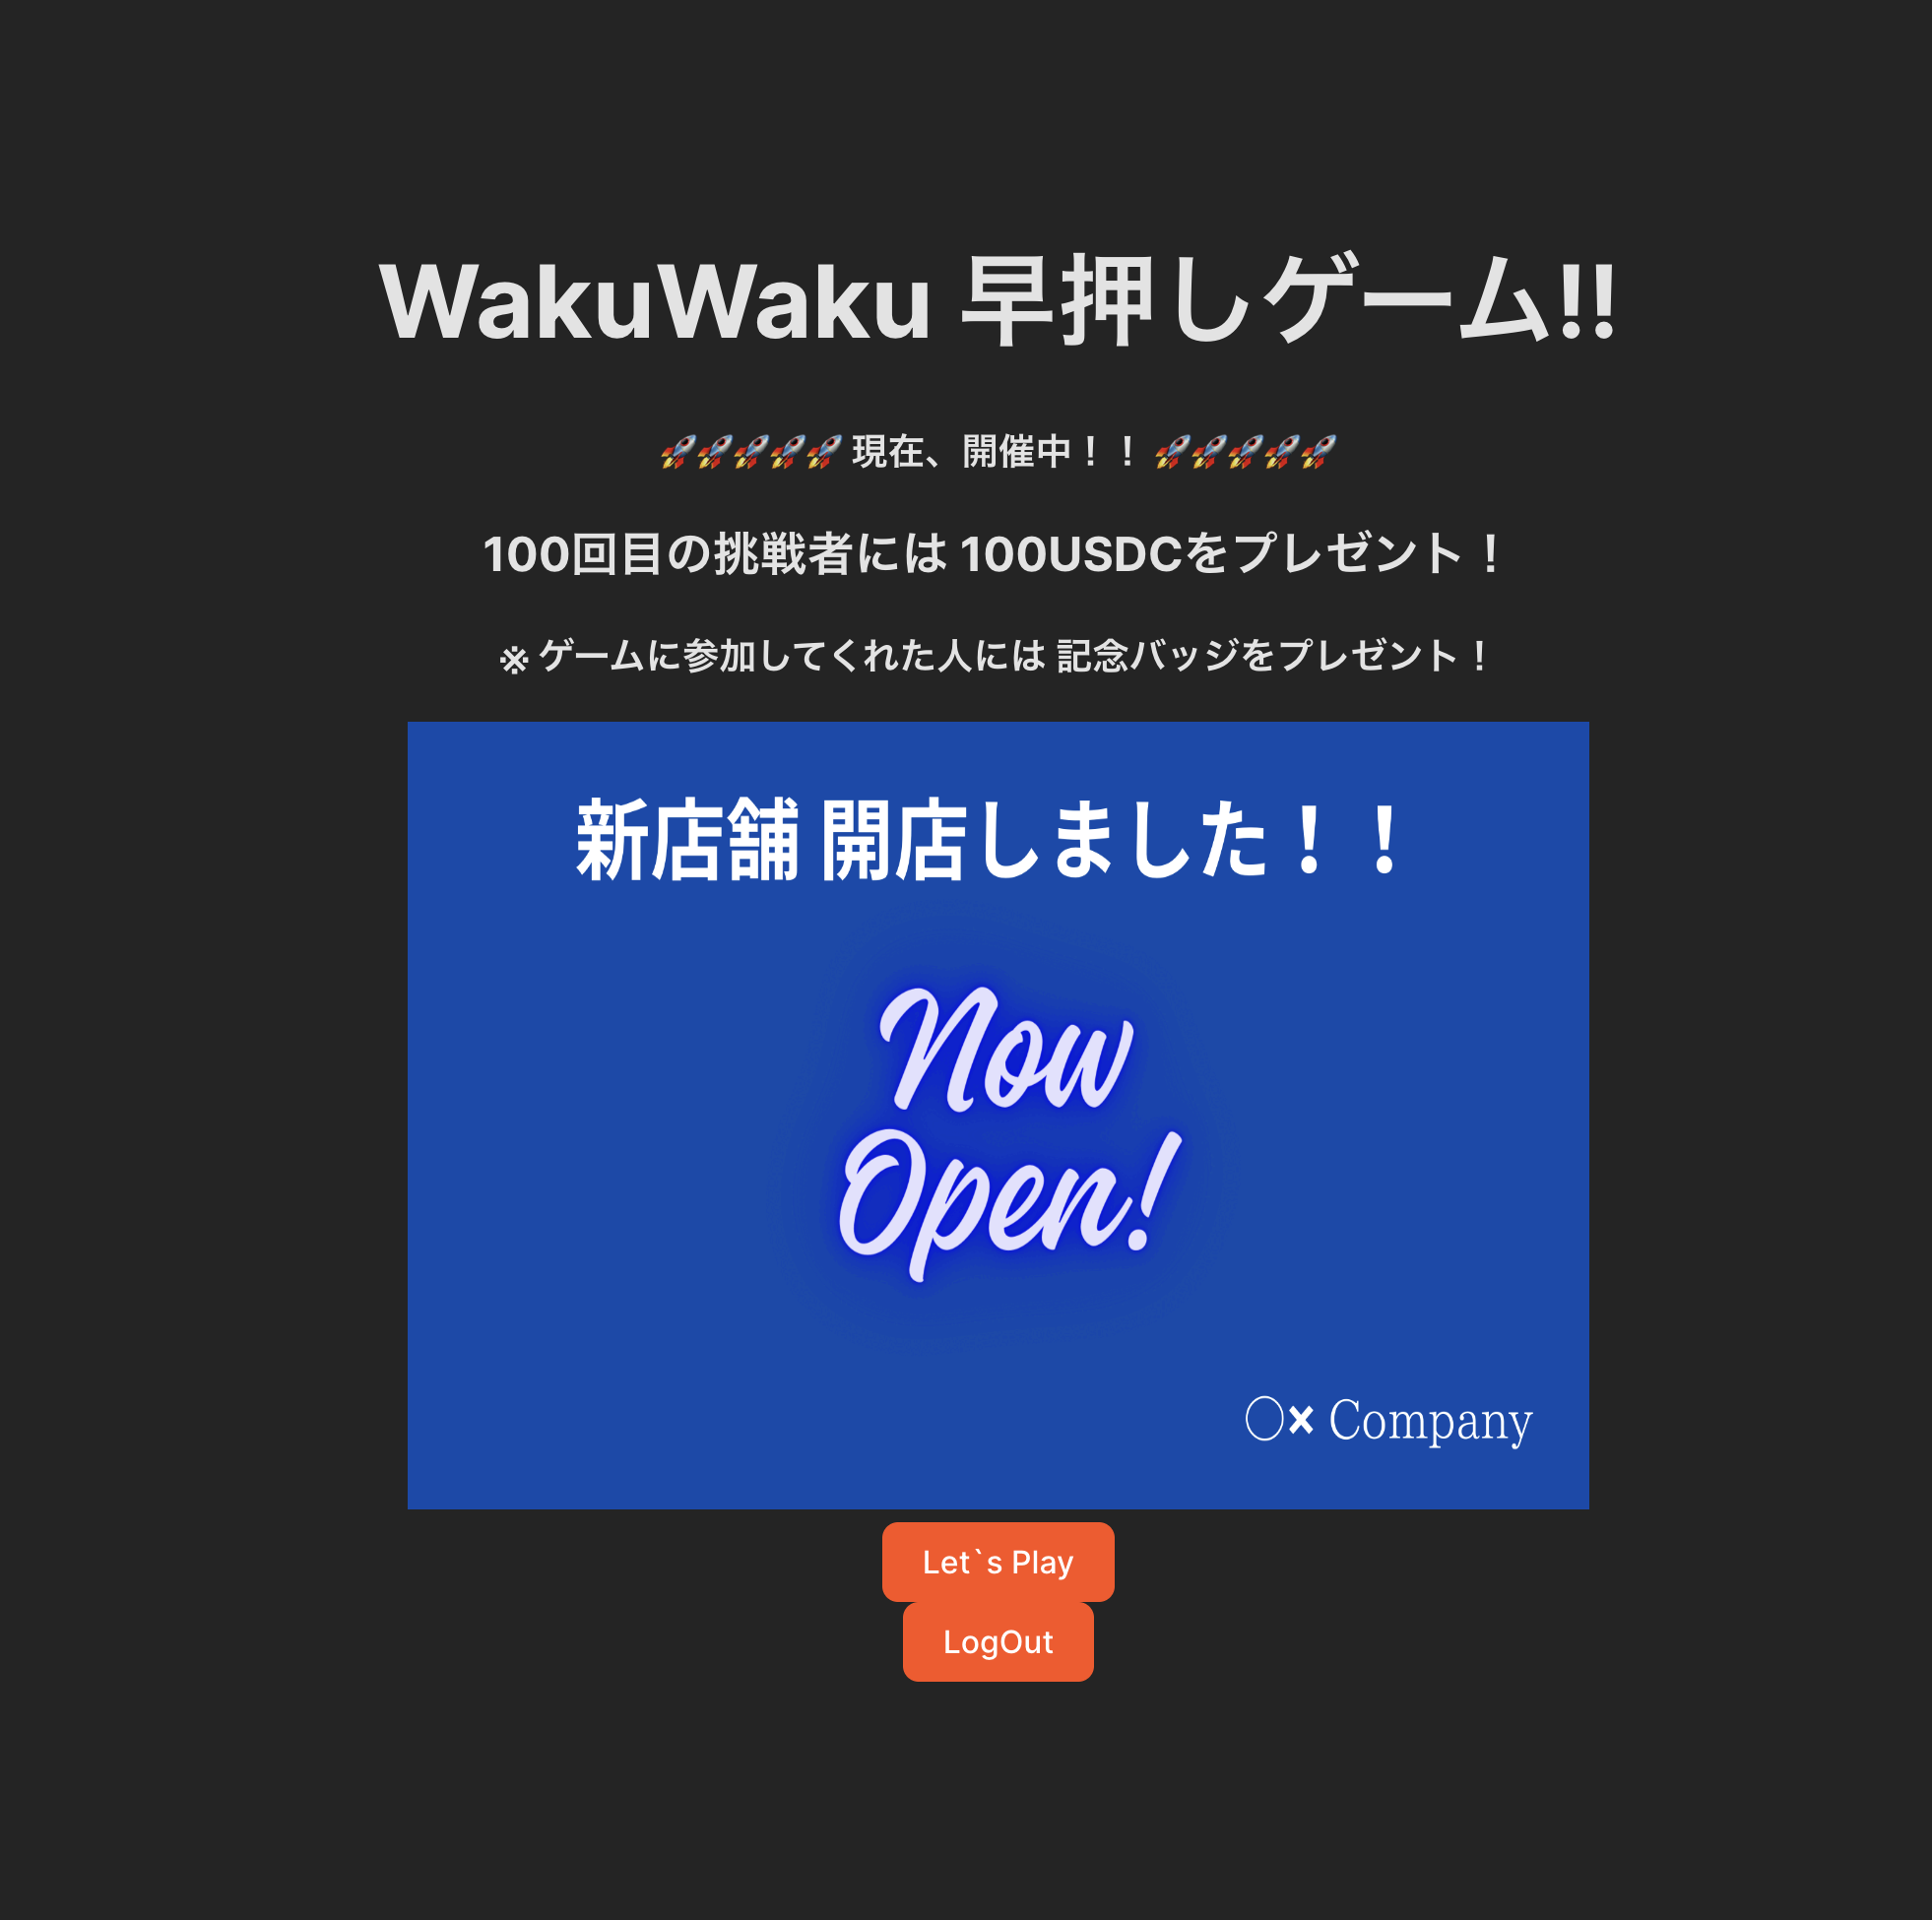 WakuWaku 早押しゲーム!!
🚀🚀🚀🚀🚀 現在、開催中！！ 🚀🚀🚀🚀🚀
100回目の挑戦者には 100USDCをプレゼント！
※ ゲームに参加してくれた人には 記念バッジをプレゼント！
新店舗 開店しました！！
Now
Open!
○× Company
Let`s Play
LogOut